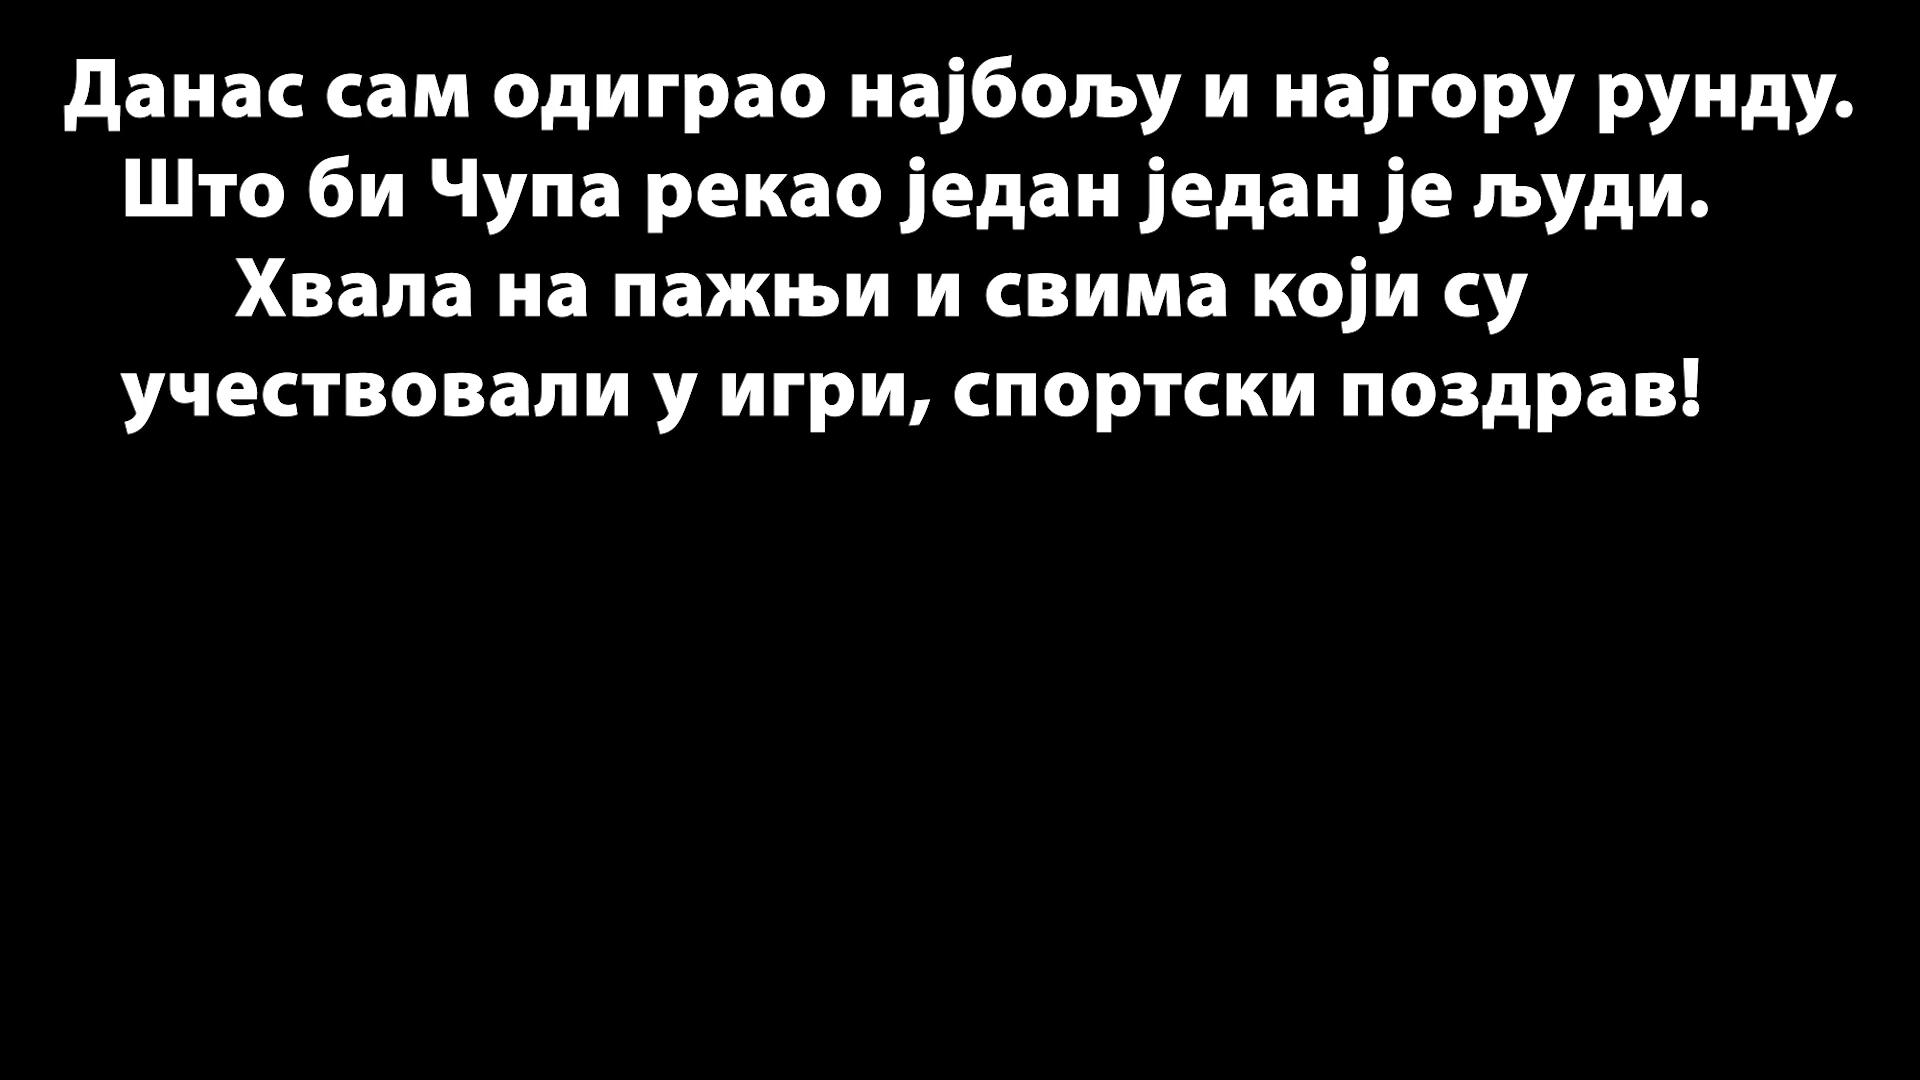 Данас сам одиграо најбољу и најгору рунду.
Што би Чупа рекао један један је људи.
Хвала на пажњи и свима који су
учествовали у игри, спортски поздрав!